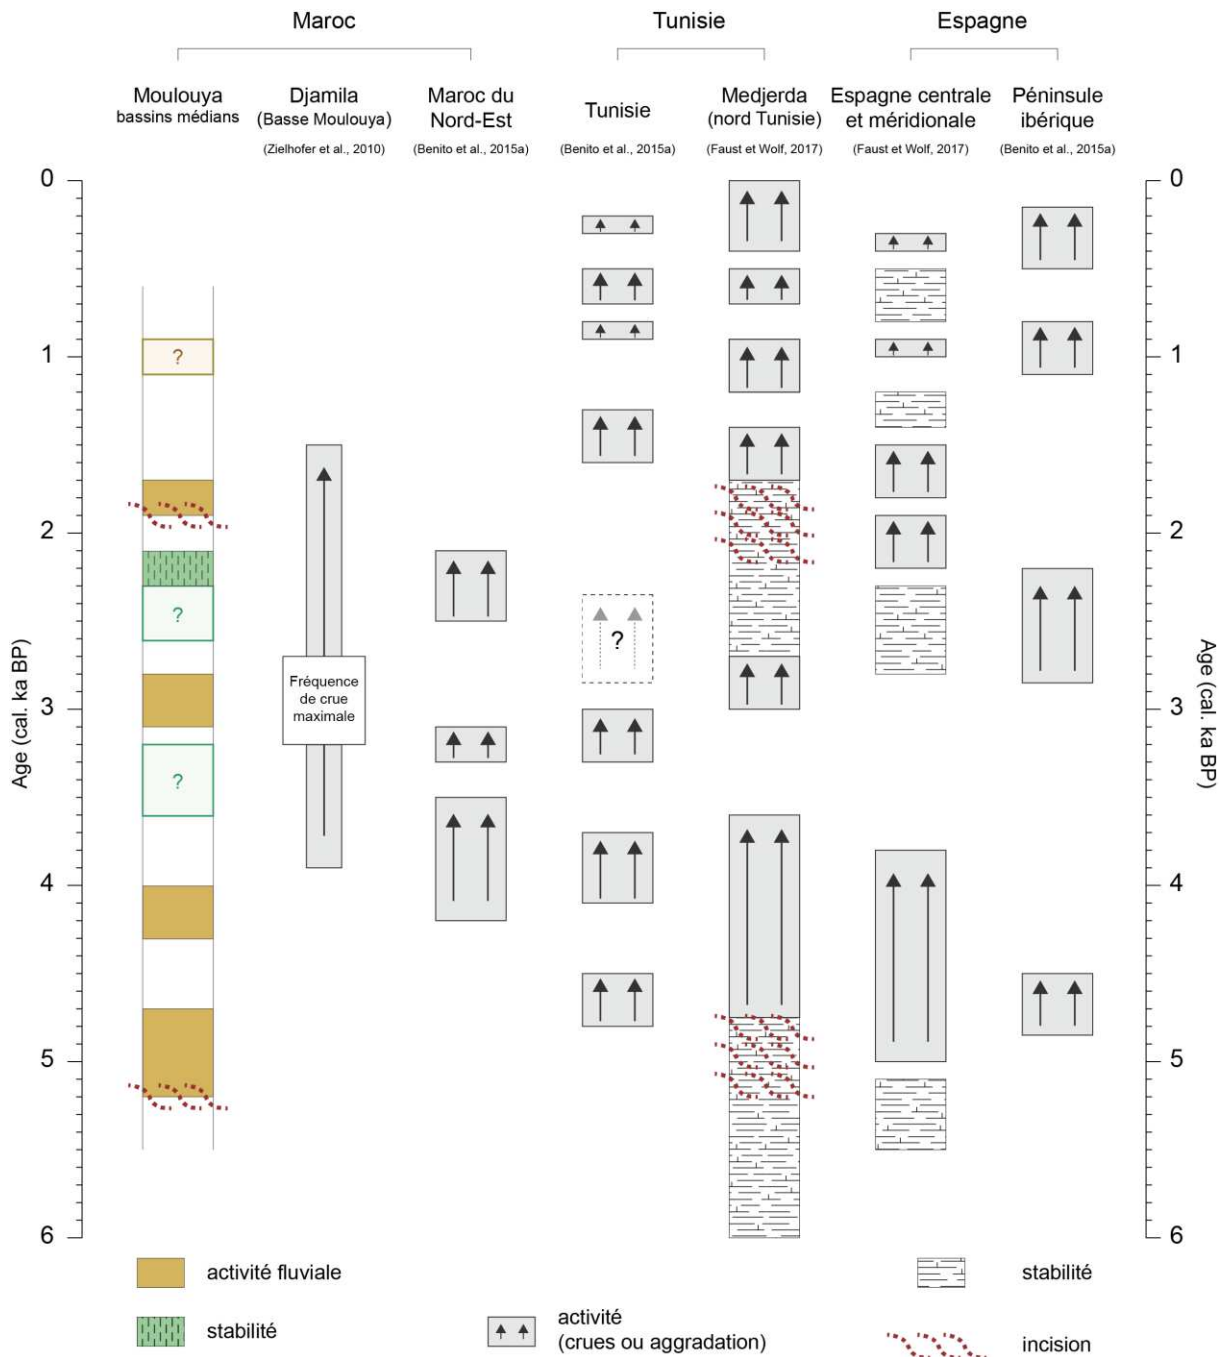 Maroc
Tunisie
Espagne
Moulouya
bassins médians
Djamila
(Basse Moulouya)
(Zielhofer et al., 2010)
Maroc du
Nord-Est
(Benito et al., 2015a)
Tunisie
(Benito et al., 2015a)
Medjerda
(nord Tunisie)
(Faust et Wolf, 2017)
Espagne centrale
et méridionale
(Faust et Wolf, 2017)
Péninsule
ibérique
(Benito et al., 2015a)
0
1
2
3
4
5
6
Age (cal. ka BP)
?
?
?
Fréquence
de crue
maximale
?
0
1
2
3
4
5
6
Age (cal. ka BP)
activité fluviale
stabilité
activité
(crues ou aggradation)
stabilité
incision